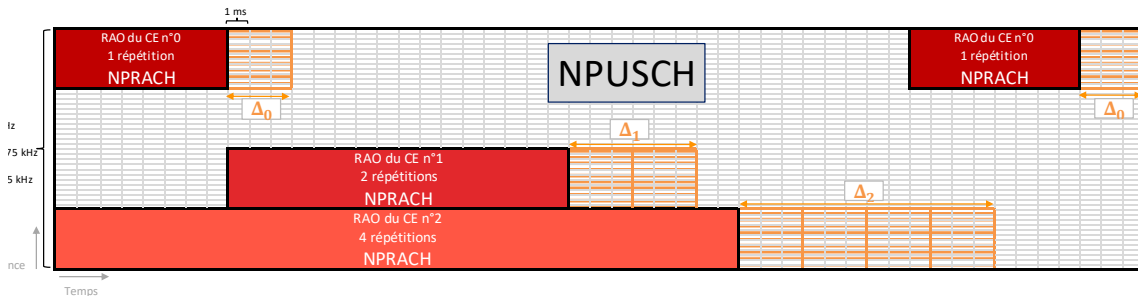 1 ms
RAO du CE n°0
1 répétition
NPRACH
Δ0
NPUSCH
RAO du CE n°0
1 répétition
NPRACH
Δ0
Hz
75 kHz
5 kHz
RAO du CE n°1
2 répétitions
NPRACH
Δ1
RAO du CE n°2
4 répétitions
NPRACH
Δ2
nce
Temps